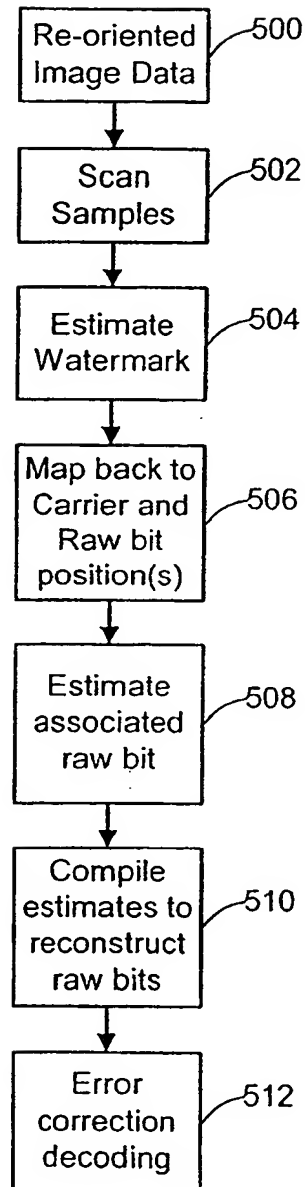 Re-oriented
Image Data
500
Scan
Samples
502
Estimate
Watermark
504
Map back to
Carrier and
Raw bit
position(s)
506
Estimate
associated
raw bit
508
Compile
estimates to
reconstruct
raw bits
510
Error
correction
decoding
512